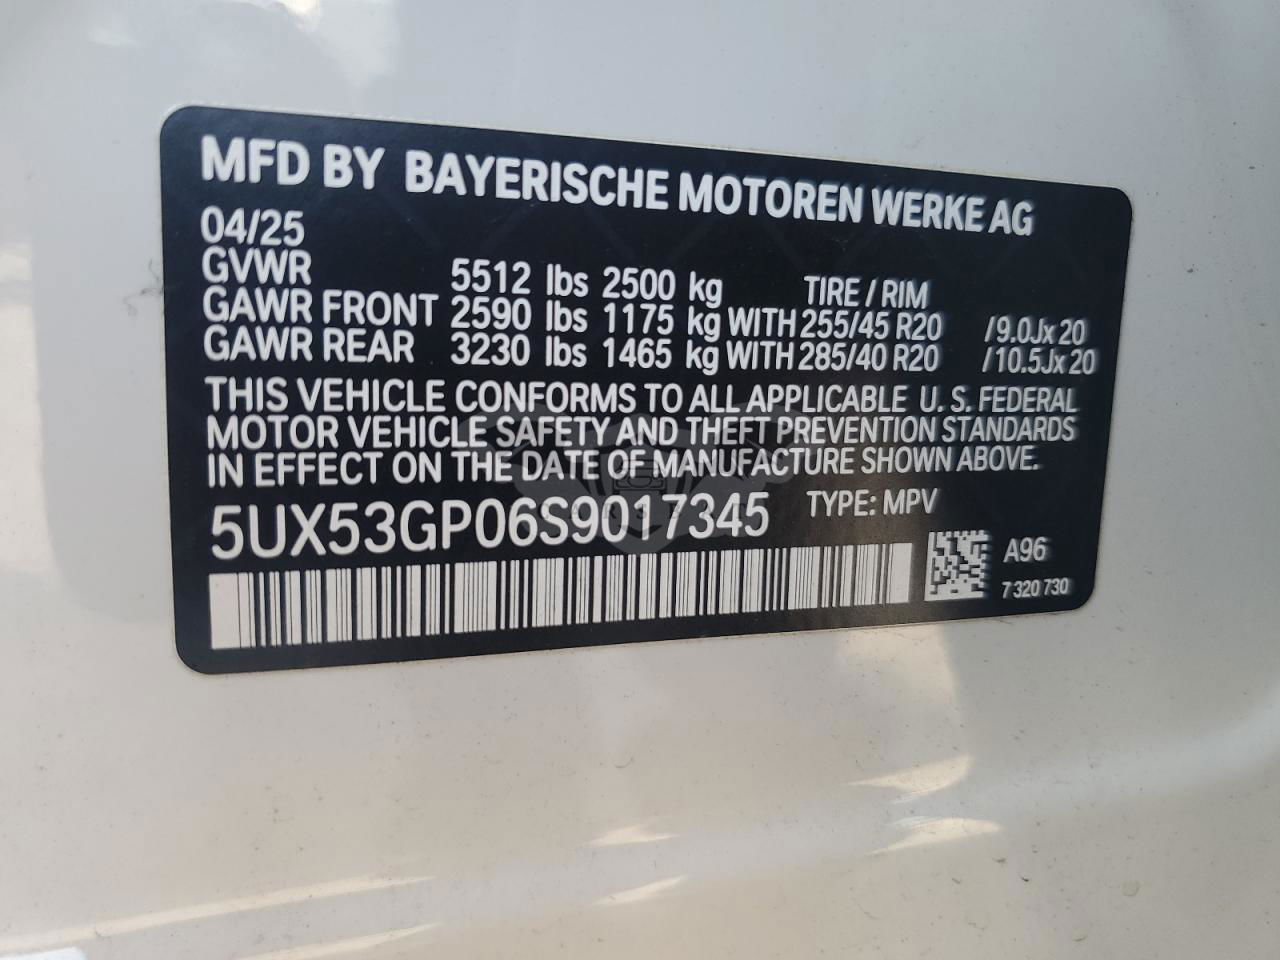 MFD BY BAYERISCHE MOTOREN WERKE AG
04/25
GVWR 5512 lbs 2500 kg TIRE / RIM
GAWR FRONT 2590 lbs 1175 kg WITH 255/45 R20 /9.0Jx 20
GAWR REAR 3230 lbs 1465 kg WITH 285/40 R20 /10.5Jx 20
THIS VEHICLE CONFORMS TO ALL APPLICABLE U. S. FEDERAL
MOTOR VEHICLE SAFETY AND THEFT PREVENTION STANDARDS
IN EFFECT ON THE DATE OF MANUFACTURE SHOWN ABOVE.
5UX53GP06S9017345 TYPE: MPV
A96
7 320 730